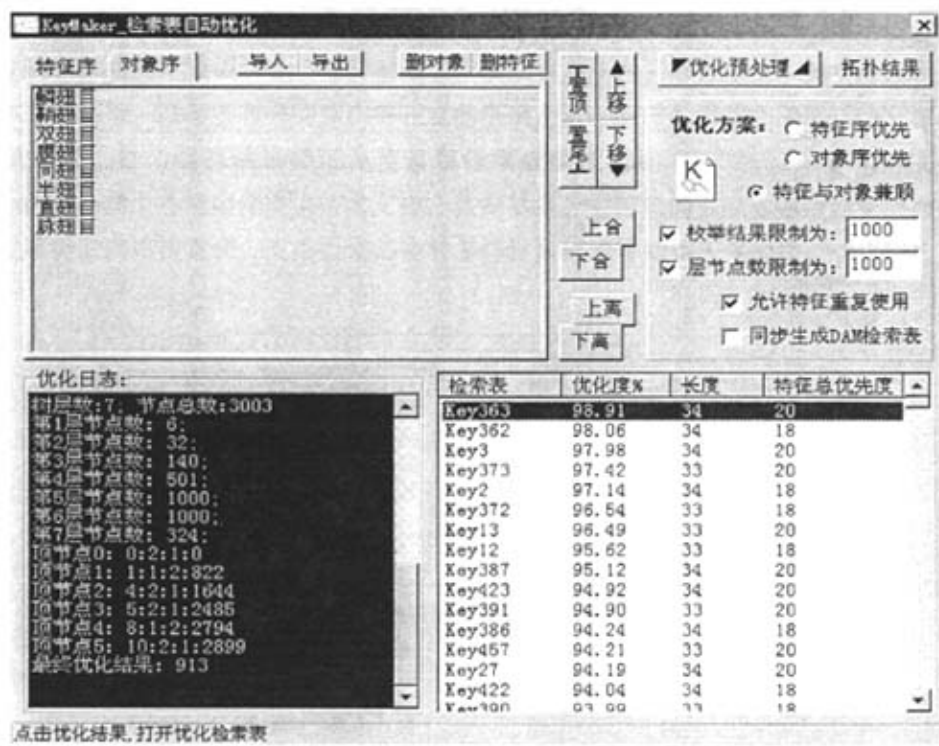 KeyMaker_检索表自动优化
特征序 对象序 导入 导出 删对象 删特征
鳞翅目
鞘翅目
双翅目
膜翅目
同翅目
半翅目
直翅目
脉翅目
置顶 上移
置尾 下移
上合
下合
上离
下离
优化预处理 拓扑结果
优化方案: 特征序优先
对象序优先
特征与对象兼顾
枚举结果限制为: 1000
层节点数限制为: 1000
允许特征重复使用
同步生成DAM检索表
优化日志:
树层数:7; 节点总数:3003
第1层节点数: 6;
第2层节点数: 32;
第3层节点数: 140;
第4层节点数: 501;
第5层节点数: 1000;
第6层节点数: 1000;
第7层节点数: 324;
顶节点0: 0:2:1:0
顶节点1: 1:1:2:822
顶节点2: 4:2:1:1644
顶节点3: 5:2:1:2485
顶节点4: 8:1:2:2794
顶节点5: 10:2:1:2899
最终优化结果: 913
检索表 优化度% 长度 特征总优先度
Key363 98.91 34 20
Key362 98.06 34 18
Key3 97.98 34 20
Key373 97.42 33 20
Key2 97.14 34 18
Key372 96.54 33 18
Key13 96.49 33 20
Key12 95.62 33 18
Key387 95.12 34 20
Key423 94.92 34 20
Key391 94.90 33 20
Key386 94.24 34 18
Key457 94.21 33 20
Key27 94.19 34 20
Key422 94.04 34 18
Key390 93.99 33 18
点击优化结果,打开优化检索表